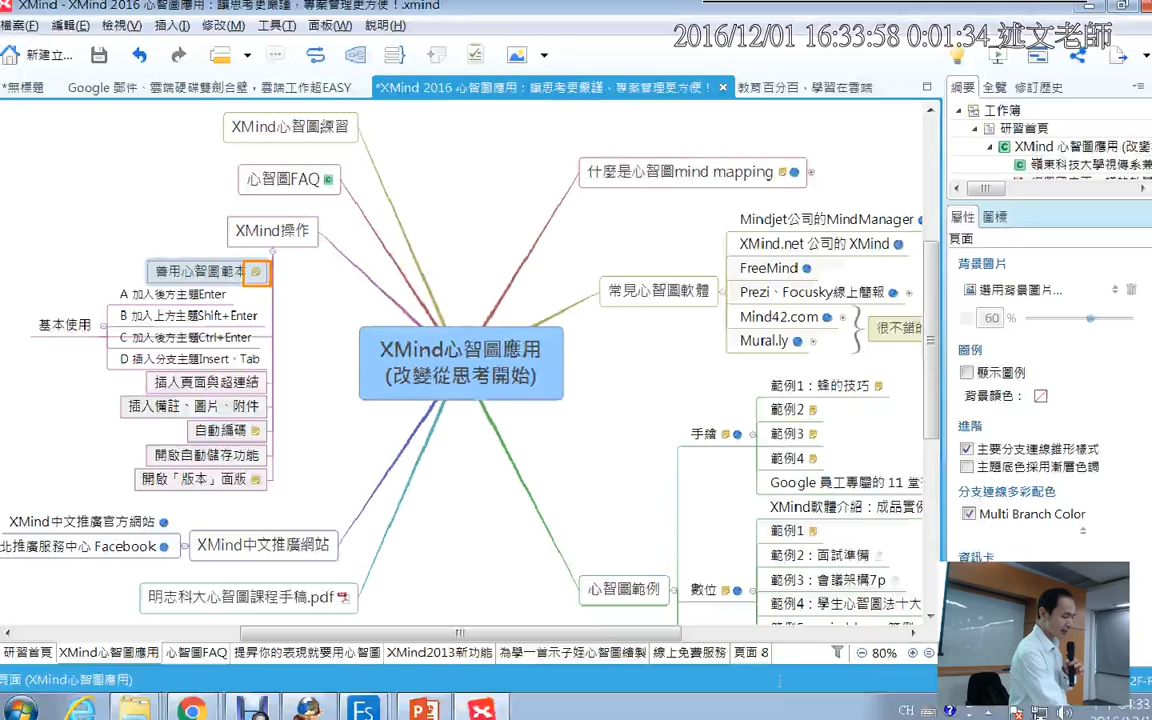 XMind - XMind 2016 心智圖應用：讓思考更嚴謹，專案管理更方便！.xmind
檔案(F) 編輯(E) 檢視(V) 插入(I) 修改(M) 工具(T) 面板(W) 說明(H)
2016/12/01 16:33:58 0:01:34 述文老師
新建立...
*無標題
Google 郵件、雲端硬碟雙劍合壁，雲端工作超EASY
*XMind 2016 心智圖應用：讓思考更嚴謹，專案管理更方便！
教育百分百，學習在雲端
綱要 全覽 修訂歷史
工作簿
研習首頁
XMind 心智圖應用 (改變
嶺東科技大學視傳系兼
XMind心智圖練習
心智圖FAQ
XMind操作
善用心智圖範本
基本使用
A 加入後方主題Enter
B 加入上方主題Shift+Enter
C 加入後方主題Ctrl+Enter
D 插入分支主題Insert、Tab
插入頁面與超連結
插入備註、圖片、附件
自動編碼
開啟自動儲存功能
開啟「版本」面版
XMind中文推廣官方網站
北推廣服務中心 Facebook
XMind中文推廣網站
明志科大心智圖課程手稿.pdf
XMind心智圖應用
(改變從思考開始)
什麼是心智圖mind mapping
常見心智圖軟體
Mindjet公司的MindManager
XMind.net 公司的 XMind
FreeMind
Prezi、Focusky線上簡報
Mind42.com
Mural.ly
很不錯的
心智圖範例
手繪
範例1：蜂的技巧
範例2
範例3
範例4
Google 員工專屬的 11 堂
數位
XMind軟體介紹：成品實例
範例1
範例2：面試準備
範例3：會議架構7p
範例4：學生心智圖法十大
屬性 圖標
頁面
背景圖片
選用背景圖片...
60 %
圖例
顯示圖例
背景顏色：
進階
主要分支連線錐形樣式
主題底色採用漸層色調
分支連線多彩配色
Multi Branch Color
資訊卡
研習首頁 XMind心智圖應用 心智圖FAQ 提昇你的表現就要用心智圖 XMind2013新功能 為學一首示子姪心智圖繪製 線上免費服務 頁面 8
80%
頁面 (XMind心智圖應用)
CH